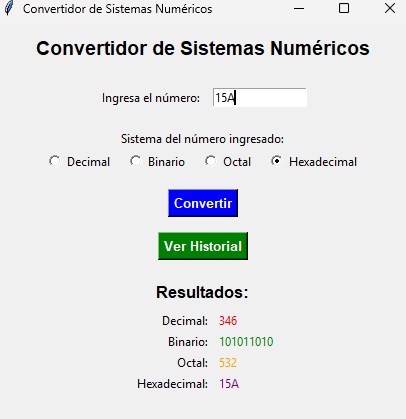 Convertidor de Sistemas Numéricos
Convertidor de Sistemas Numéricos
Ingresa el número: 15A
Sistema del número ingresado:
Decimal Binario Octal Hexadecimal
Convertir
Ver Historial
Resultados:
Decimal: 346
Binario: 101011010
Octal: 532
Hexadecimal: 15A